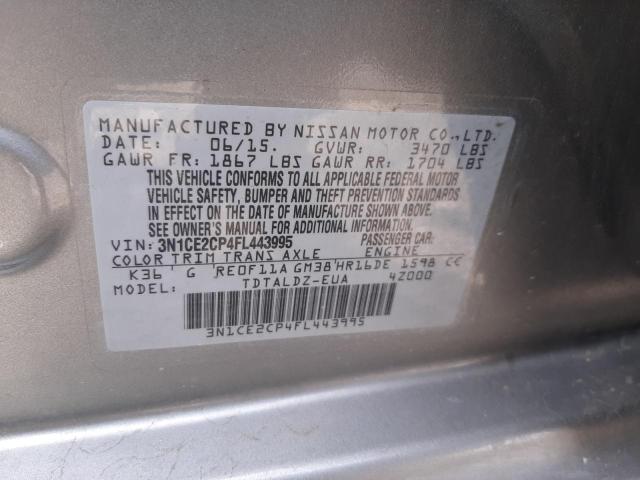 MANUFACTURED BY NISSAN MOTOR CO.,LTD.
DATE: 06/15. GVWR: 3470 LBS
GAWR FR: 1867 LBS GAWR RR: 1704 LBS
THIS VEHICLE CONFORMS TO ALL APPLICABLE FEDERAL MOTOR
VEHICLE SAFETY, BUMPER AND THEFT PREVENTION STANDARDS
IN EFFECT ON THE DATE OF MANUFACTURE SHOWN ABOVE.
SEE OWNER'S MANUAL FOR ADDITIONAL INFORMATION.
VIN: 3N1CE2CP4FL443995 PASSENGER CAR:
COLOR TRIM TRANS AXLE ENGINE
K36 G RE0F11A GM38 HR16DE 1598 CC
MODEL: TDTALDZ-EUA 42000
3N1CE2CP4FL443995